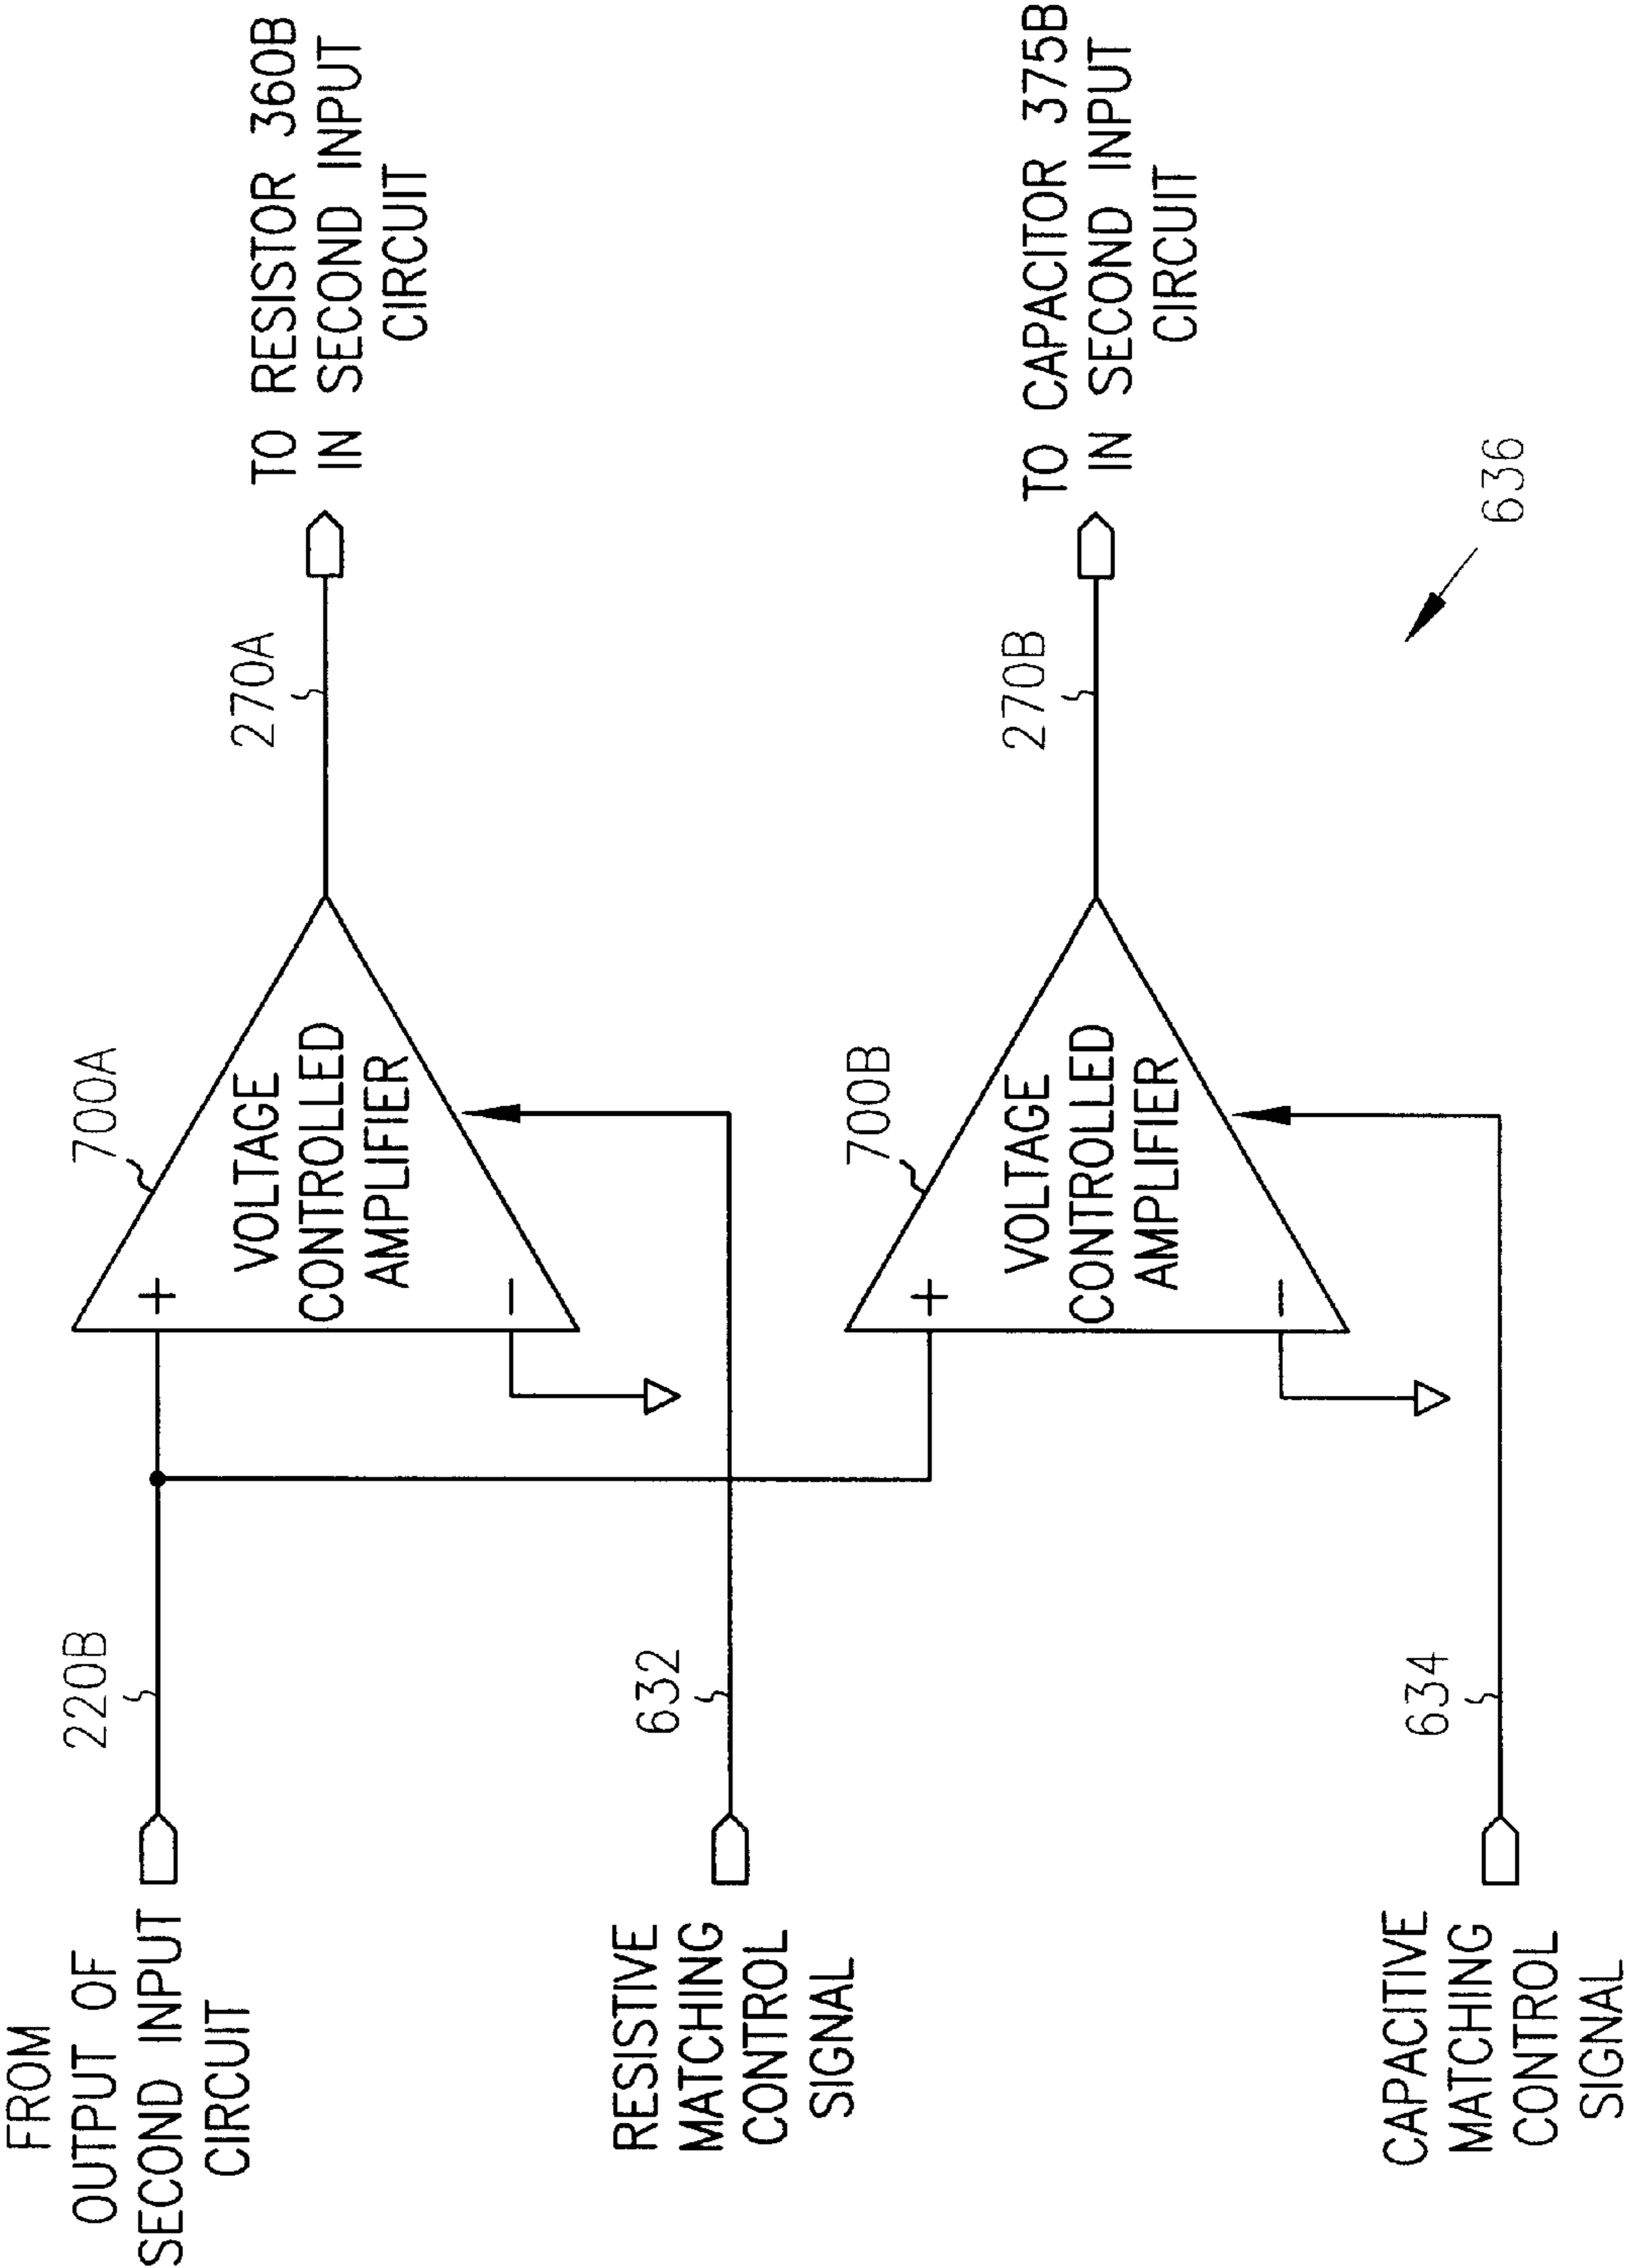 FROM
OUTPUT OF
SECOND INPUT
CIRCUIT
220B
700A
+
VOLTAGE
CONTROLLED
AMPLIFIER
−
270A
TO RESISTOR 360B
IN SECOND INPUT
CIRCUIT
RESISTIVE
MATCHING
CONTROL
SIGNAL
632
700B
+
VOLTAGE
CONTROLLED
AMPLIFIER
−
270B
TO CAPACITOR 375B
IN SECOND INPUT
CIRCUIT
CAPACITIVE
MATCHING
CONTROL
SIGNAL
634
636